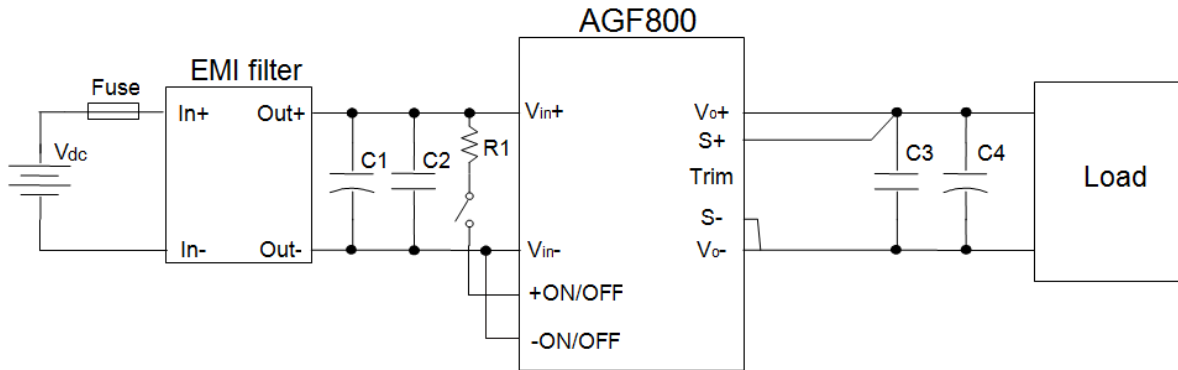 AGF800
EMI filter
Fuse
In+
Out+
Vin+
Vo+
S+
R1
Vdc
C1
C2
C3
C4
Trim
Load
S-
In-
Out-
Vin-
Vo-
+ON/OFF
-ON/OFF